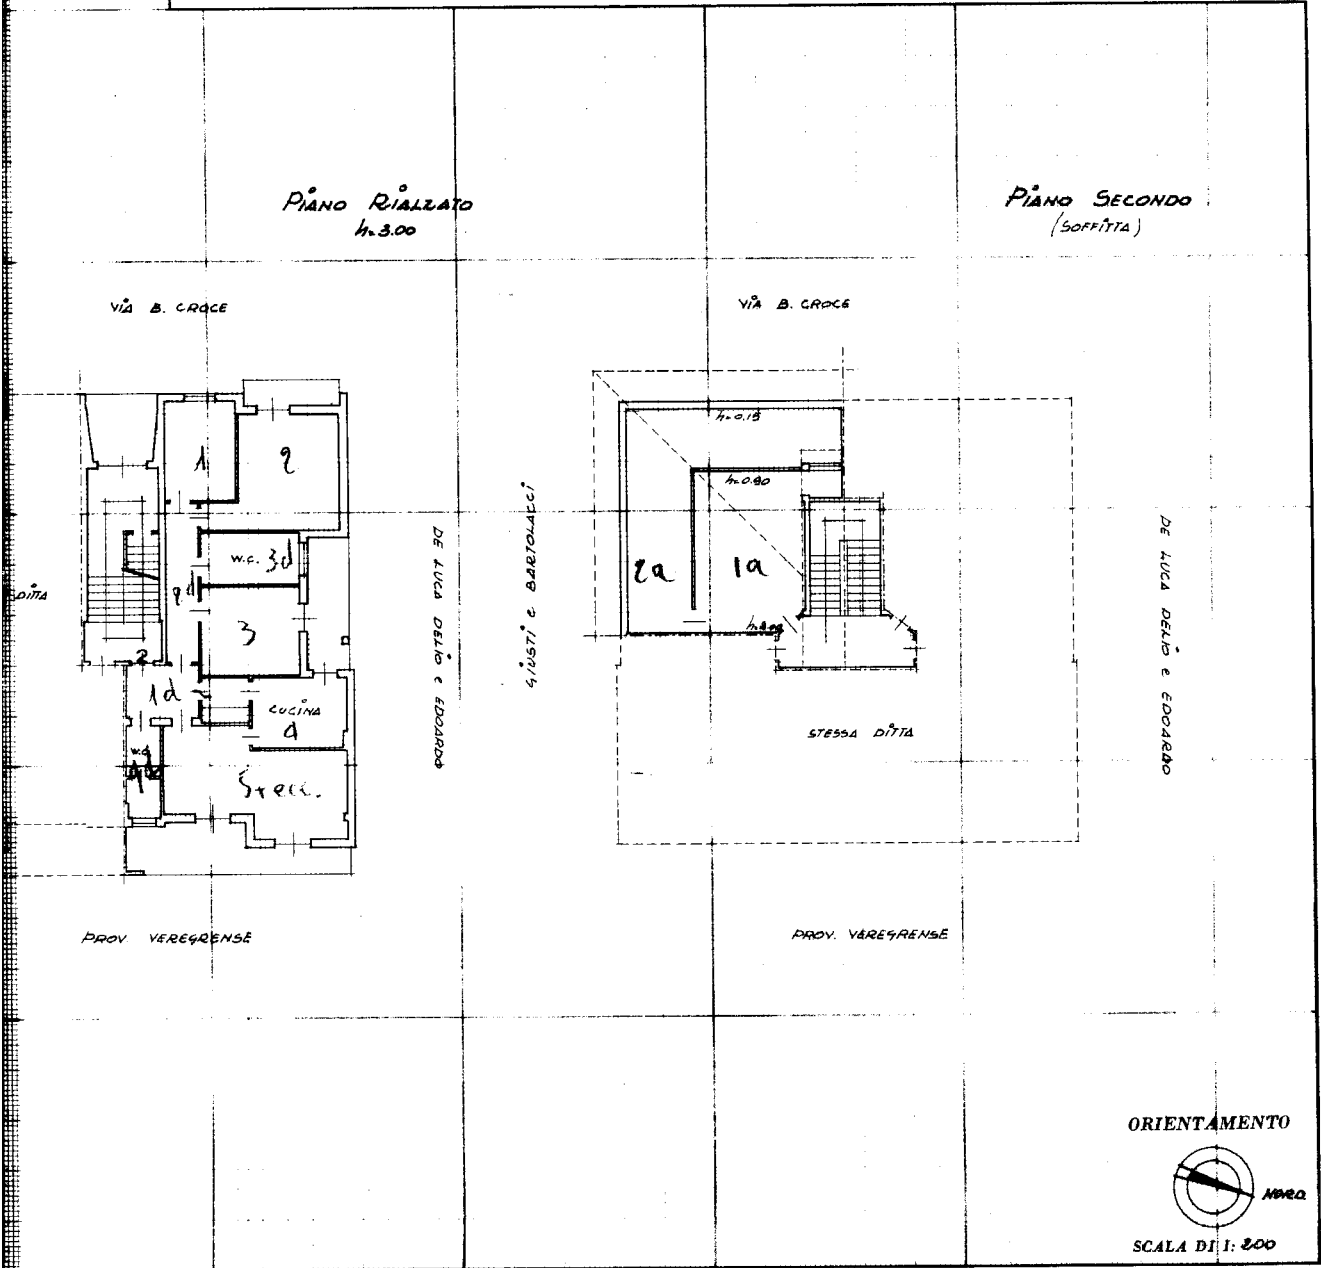 PIANO RIALZATO
h=3.00
PIANO SECONDO
(SOFFITTA)
VIA B. CROCE
VIA B. CROCE
h=0.15
1
2
h=0.90
W.C. 3d
2a
1a
2d
DITTA
3
2
1d
CUCINA
4
W.C.
4d
5+ecc.
DE LUCA DELIO e EDOARDO
GIUSTI e BARTOLACCI
STESSA DITTA
DE LUCA DELIO e EDOARDO
PROV. VEREGRENSE
PROV. VEREGRENSE
ORIENTAMENTO
NORD
SCALA DI 1: 200